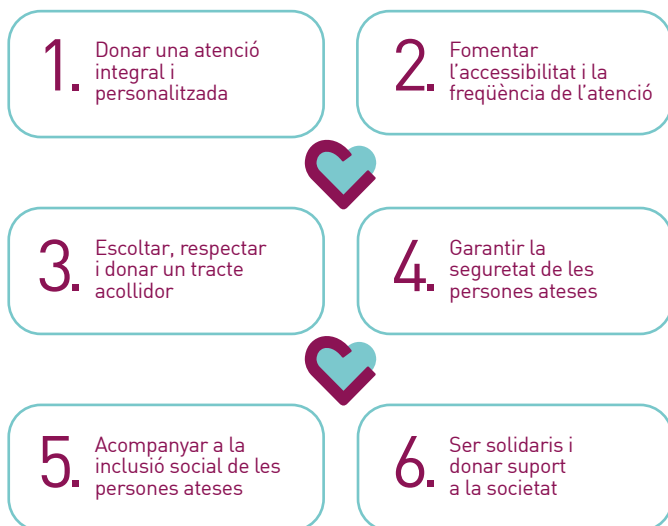 1. Donar una atenció
integral i
personalitzada
2. Fomentar
l'accessibilitat i la
freqüència de l'atenció
3. Escoltar, respectar
i donar un tracte
acollidor
4. Garantir la
seguretat de les
persones ateses
5. Acompanyar a la
inclusió social de les
persones ateses
6. Ser solidaris i
donar suport
a la societat